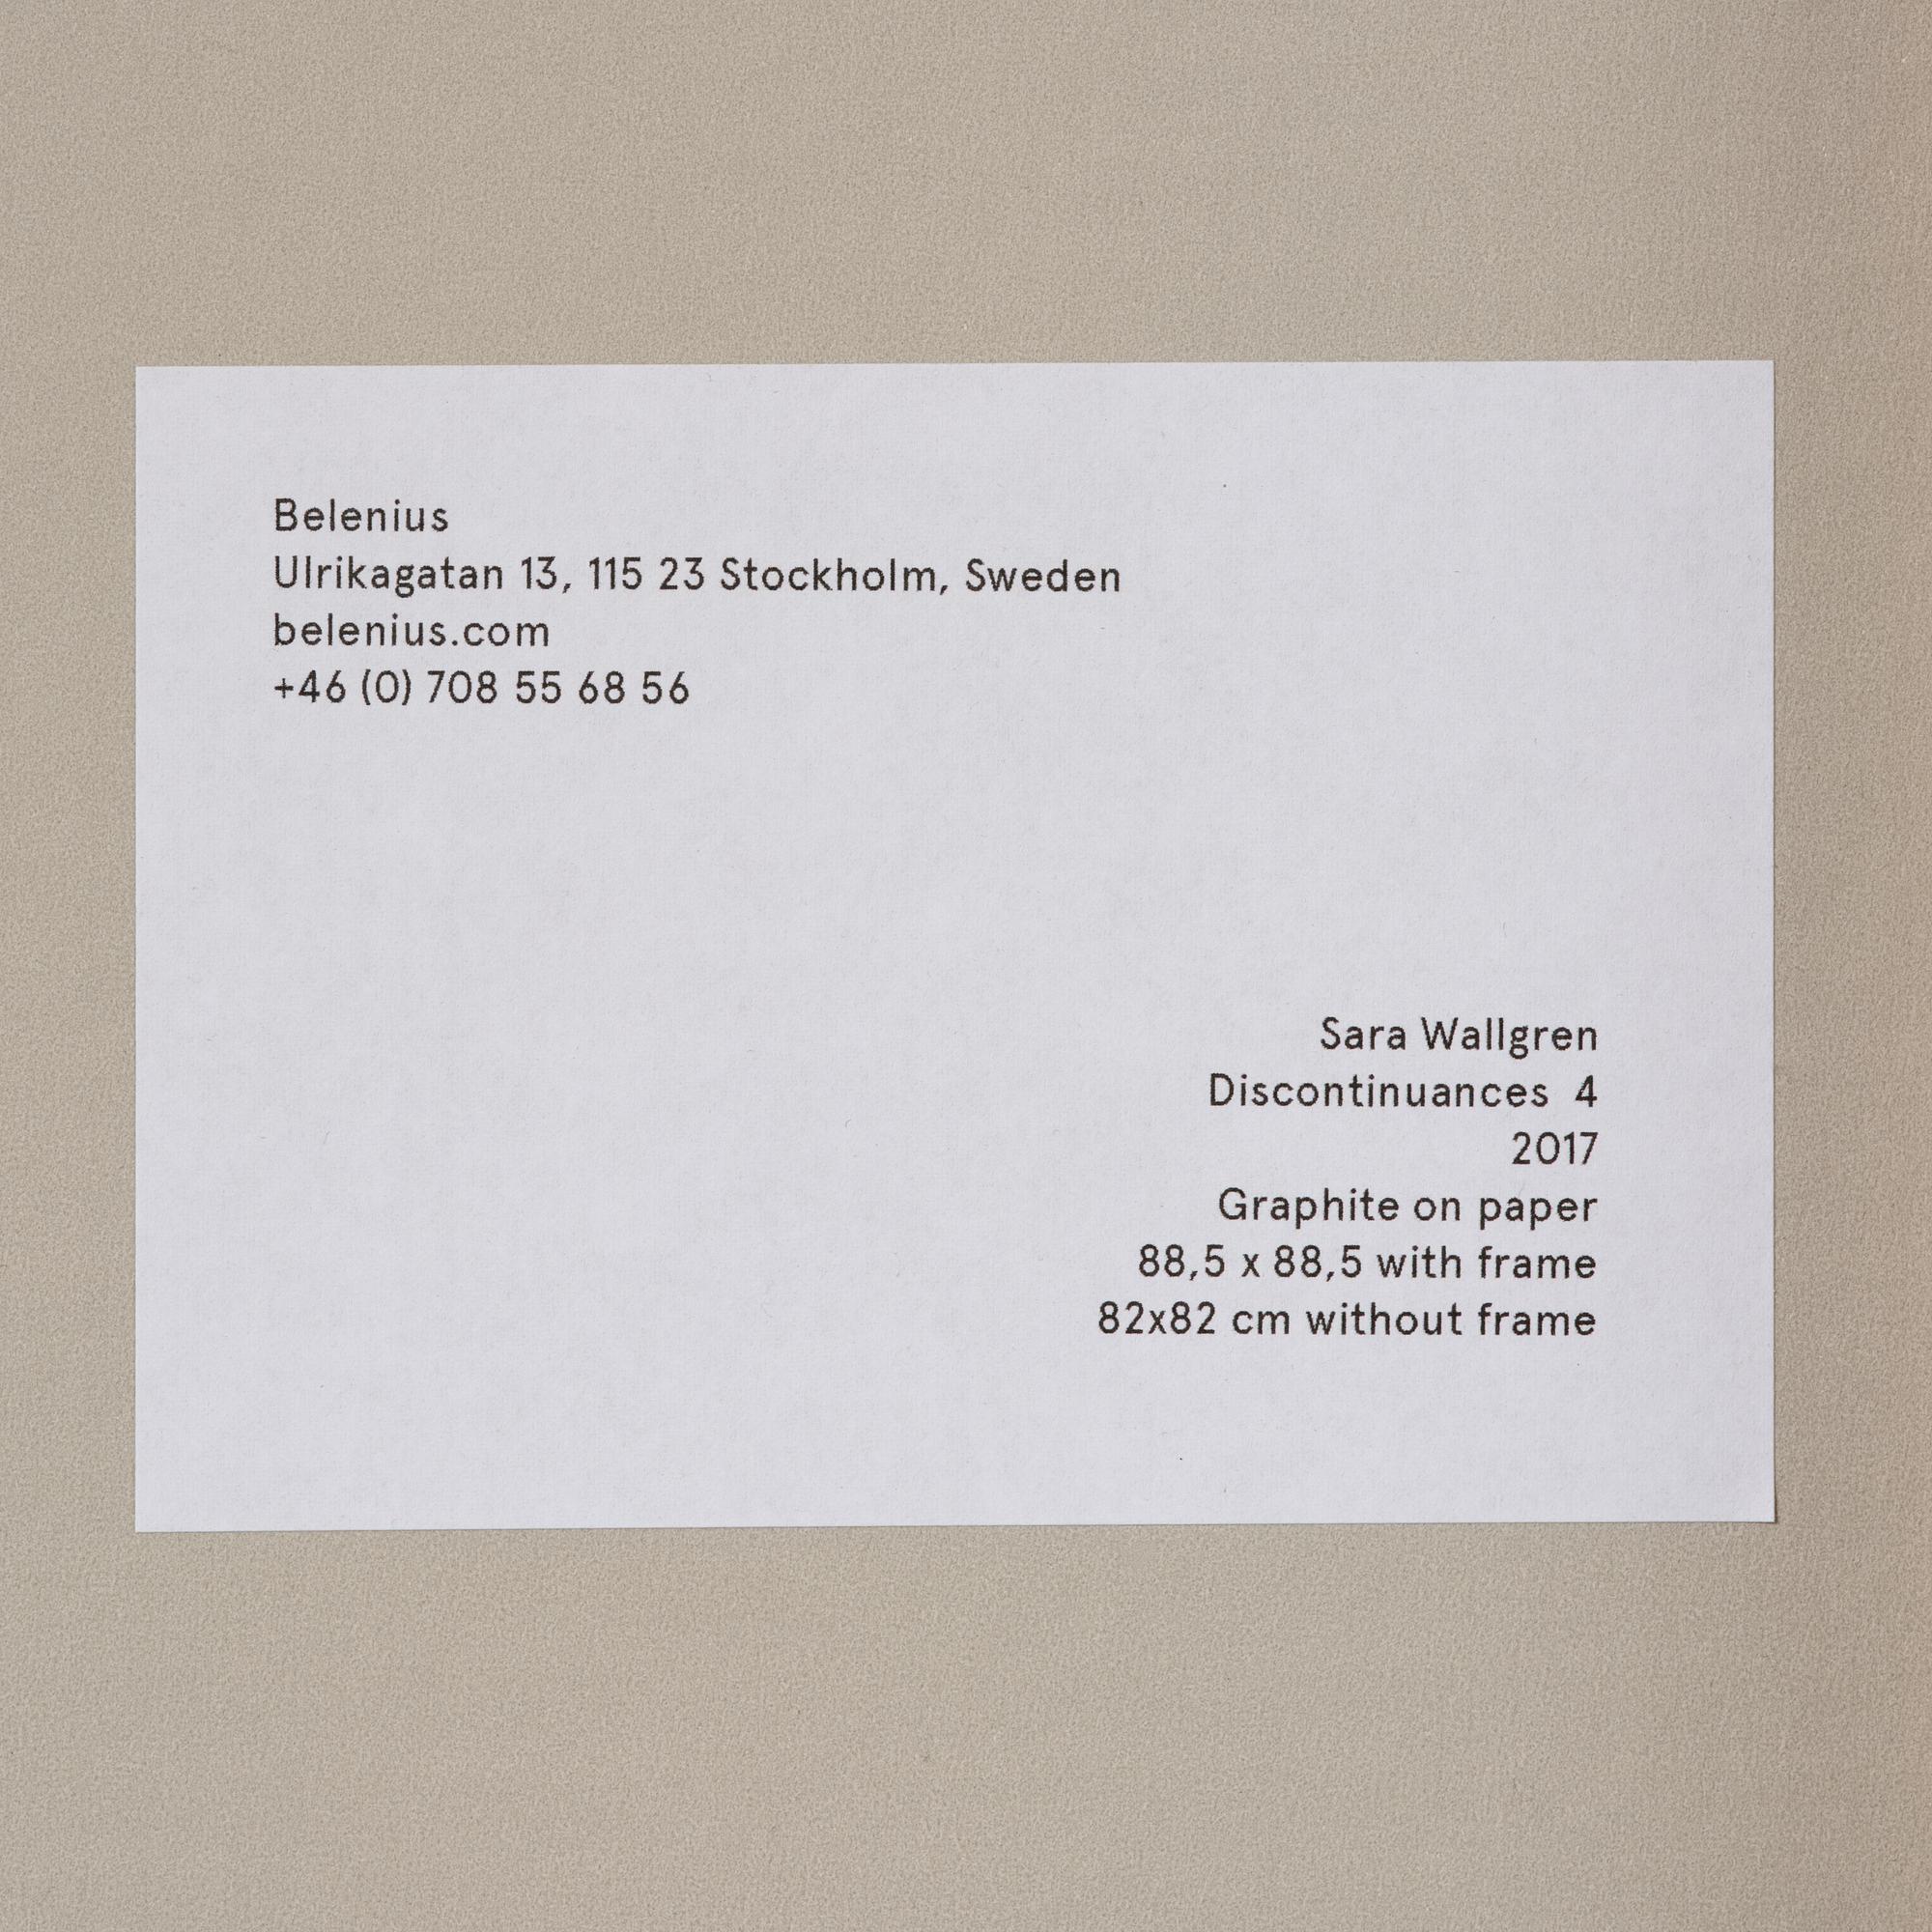 Belenius
Ulrikagatan 13, 115 23 Stockholm, Sweden
belenius.com
+46 (0) 708 55 68 56
Sara Wallgren
Discontinuances 4
2017
Graphite on paper
88,5 x 88,5 with frame
82x82 cm without frame